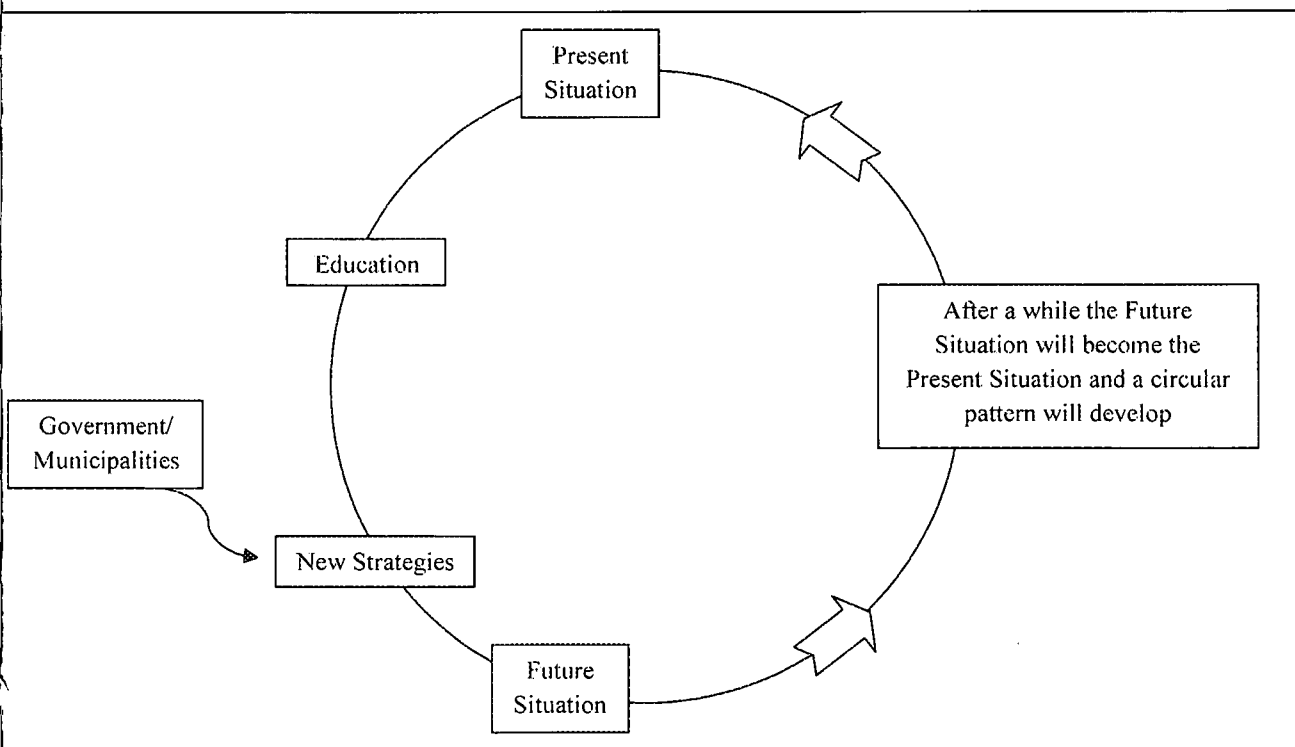 Present
Situation
Education
After a while the Future
Situation will become the
Present Situation and a circular
pattern will develop
Government/
Municipalities
New Strategies
Future
Situation